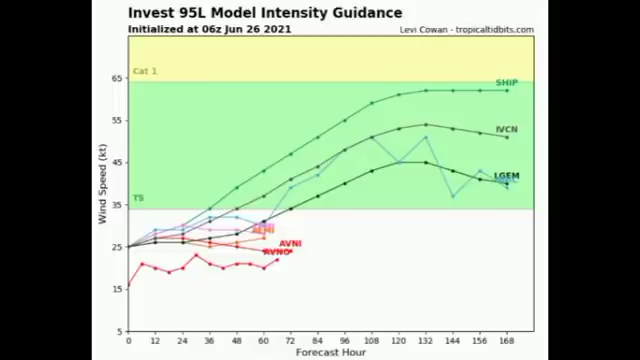 Invest 95L Model Intensity Guidance
Initialized at 06z Jun 26 2021
Levi Cowan - tropicaltidbits.com
Cat 1
SHIP
IVCN
LGEM
TS
AVNI
AVNO
Wind Speed (kt)
65
55
45
35
25
15
5
0 12 24 36 48 60 72 84 96 108 120 132 144 156 168
Forecast Hour